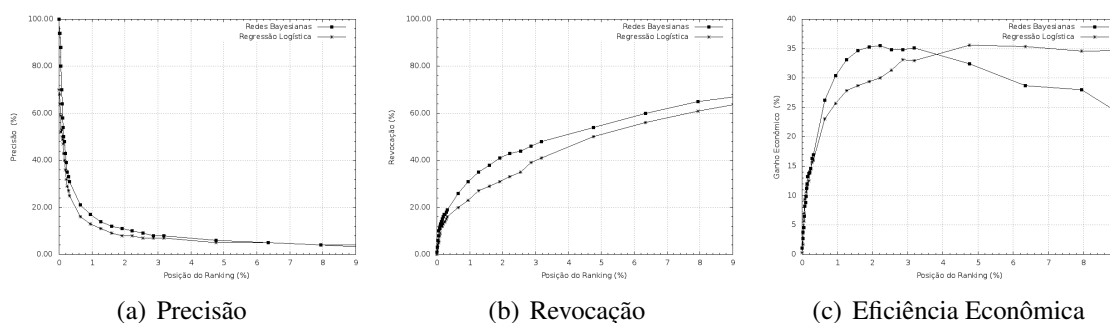 Redes Bayesianas
Regressão Logística
100.00
80.00
60.00
40.00
20.00
0.00
Precisão (%)
0 1 2 3 4 5 6 7 8 9
Posição do Ranking (%)
(a) Precisão
Redes Bayesianas
Regressão Logística
100.00
80.00
60.00
40.00
20.00
0.00
Revocação (%)
0 1 2 3 4 5 6 7 8 9
Posição do Ranking (%)
(b) Revocação
Redes Bayesianas
Regressão Logística
40
35
30
25
20
15
10
5
0
Ganho Econômico (%)
0 1 2 3 4 5 6 7 8
Posição do Ranking (%)
(c) Eficiência Econômica